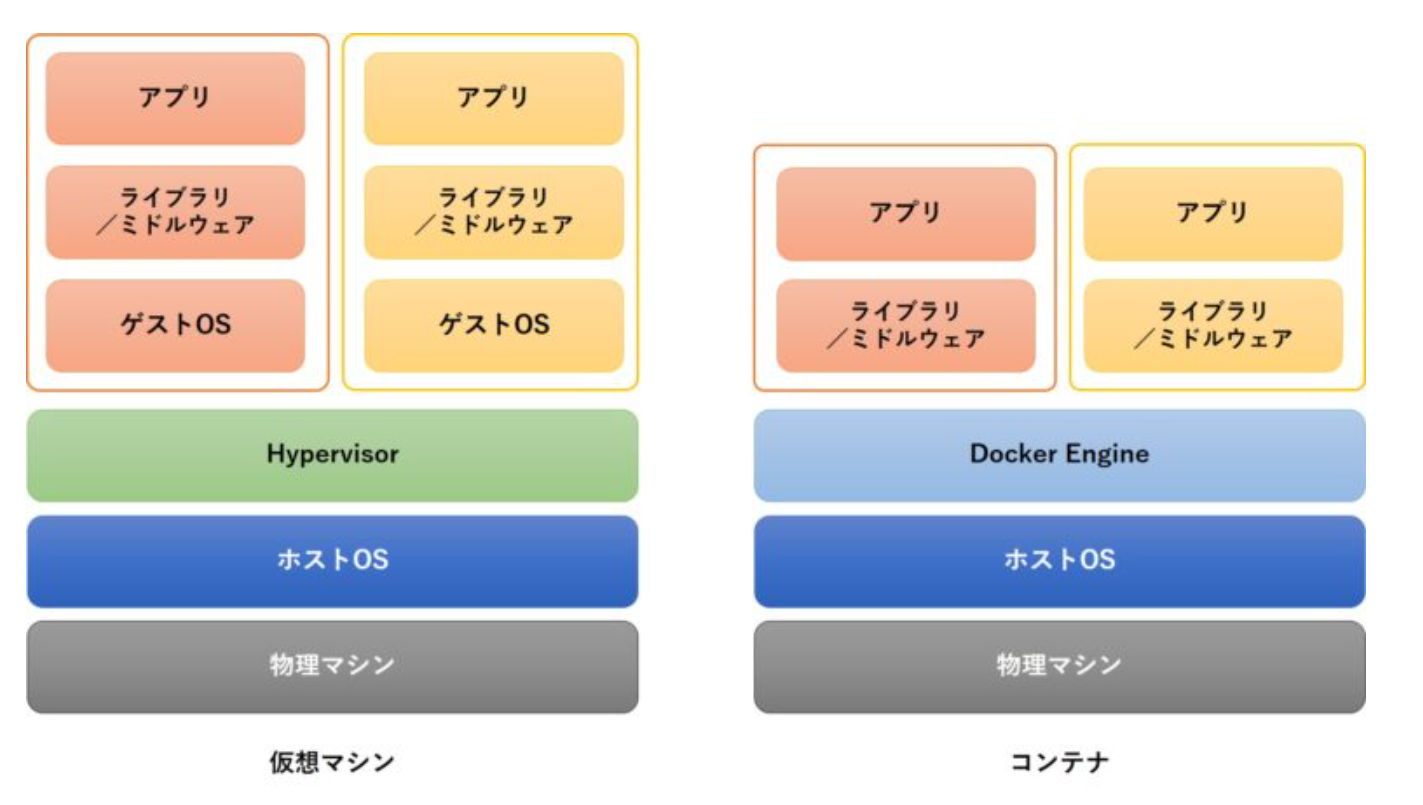 アプリ
ライブラリ
／ミドルウェア
ゲストOS
アプリ
ライブラリ
／ミドルウェア
ゲストOS
Hypervisor
ホストOS
物理マシン
仮想マシン
アプリ
ライブラリ
／ミドルウェア
アプリ
ライブラリ
／ミドルウェア
Docker Engine
ホストOS
物理マシン
コンテナ